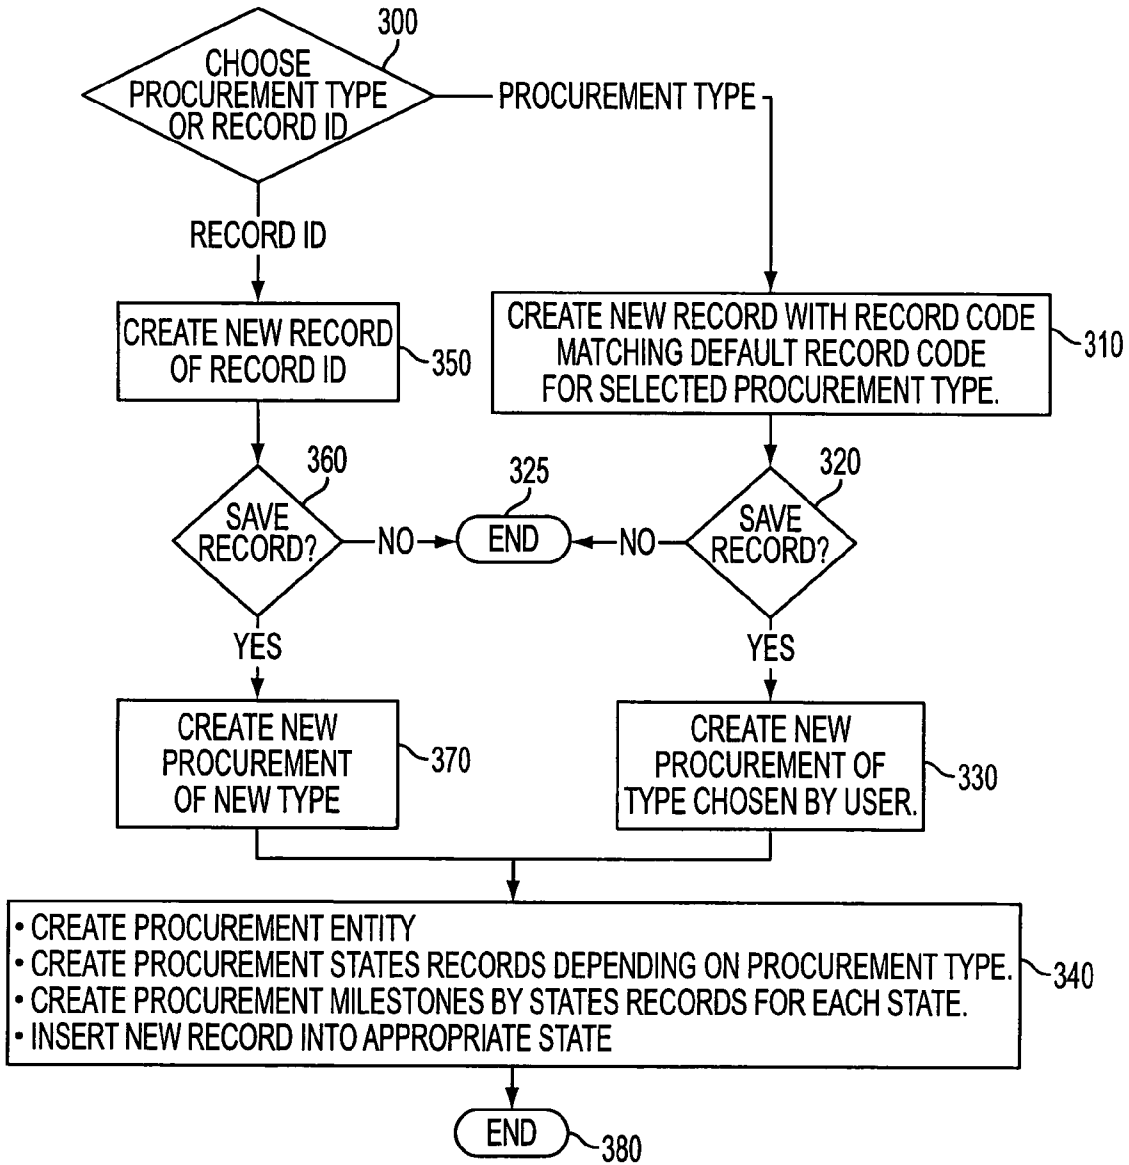 300
CHOOSE
PROCUREMENT TYPE
OR RECORD ID
PROCUREMENT TYPE
RECORD ID
CREATE NEW RECORD
OF RECORD ID
350
CREATE NEW RECORD WITH RECORD CODE
MATCHING DEFAULT RECORD CODE
FOR SELECTED PROCUREMENT TYPE.
310
360
SAVE
RECORD?
NO
325
END
NO
320
SAVE
RECORD?
YES
YES
CREATE NEW
PROCUREMENT
OF NEW TYPE
370
CREATE NEW
PROCUREMENT OF
TYPE CHOSEN BY USER.
330
• CREATE PROCUREMENT ENTITY
• CREATE PROCUREMENT STATES RECORDS DEPENDING ON PROCUREMENT TYPE.
• CREATE PROCUREMENT MILESTONES BY STATES RECORDS FOR EACH STATE.
• INSERT NEW RECORD INTO APPROPRIATE STATE
340
END
380